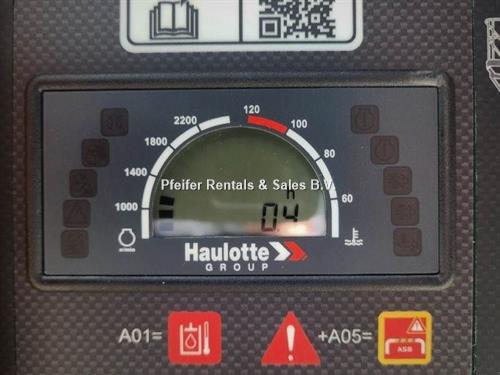 2200
120
1800
100
1400
80
Pfeifer Rentals & Sales B.V.
h
1000
0.4
60
Haulotte
GROUP
A01=
+A05=
ASB